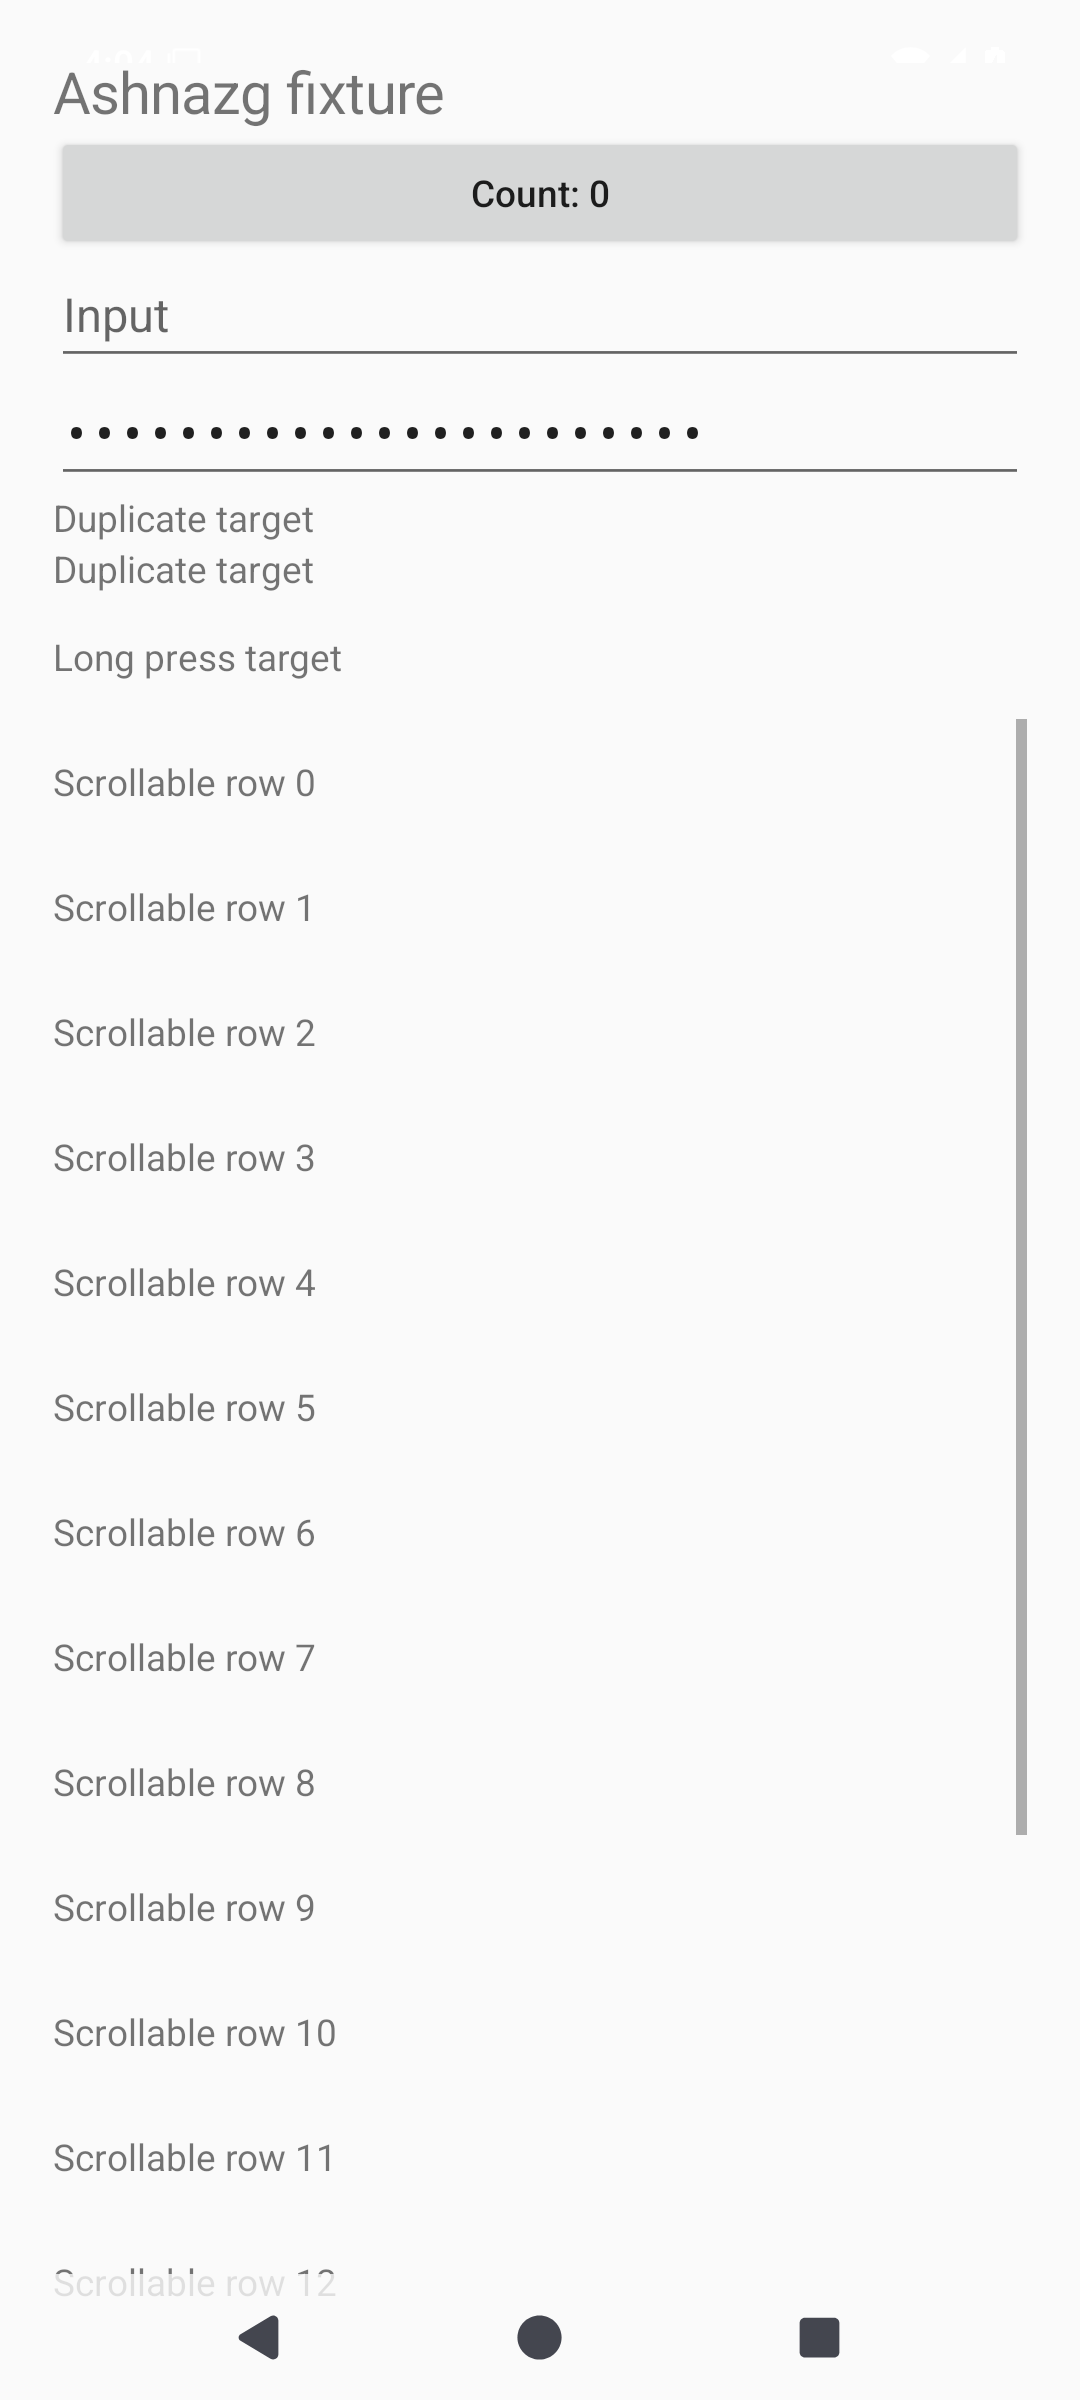 Ashnazg fixture
Count: 0
Input
•••••••••••••••••••••••
Duplicate target
Duplicate target
Long press target
Scrollable row 0
Scrollable row 1
Scrollable row 2
Scrollable row 3
Scrollable row 4
Scrollable row 5
Scrollable row 6
Scrollable row 7
Scrollable row 8
Scrollable row 9
Scrollable row 10
Scrollable row 11
Scrollable row 12